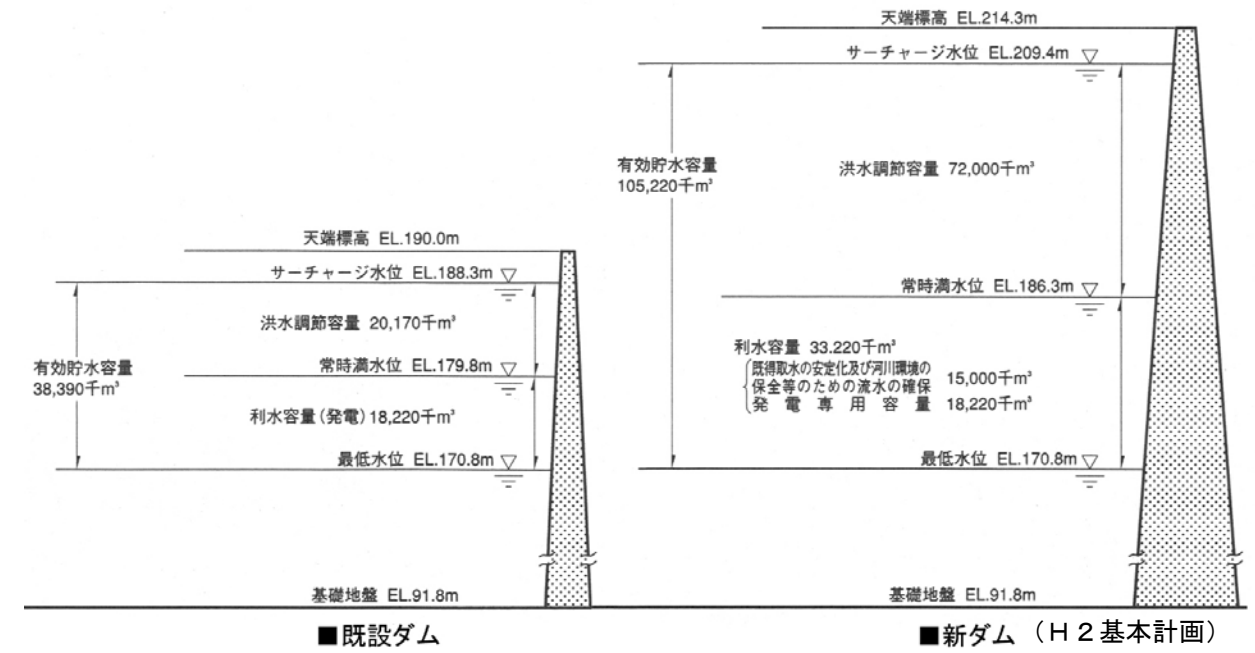 天端標高 EL.190.0m
サーチャージ水位 EL.188.3m
洪水調節容量 20,170千m³
有効貯水容量
38,390千m³
常時満水位 EL.179.8m
利水容量(発電)18,220千m³
最低水位 EL.170.8m
基礎地盤 EL.91.8m
■既設ダム
天端標高 EL.214.3m
サーチャージ水位 EL.209.4m
有効貯水容量
105,220千m³
洪水調節容量 72,000千m³
常時満水位 EL.186.3m
利水容量 33.220千m³
既得取水の安定化及び河川環境の
保全等のための流水の確保 15,000千m³
発電専用容量 18,220千m³
最低水位 EL.170.8m
基礎地盤 EL.91.8m
■新ダム (H2基本計画)